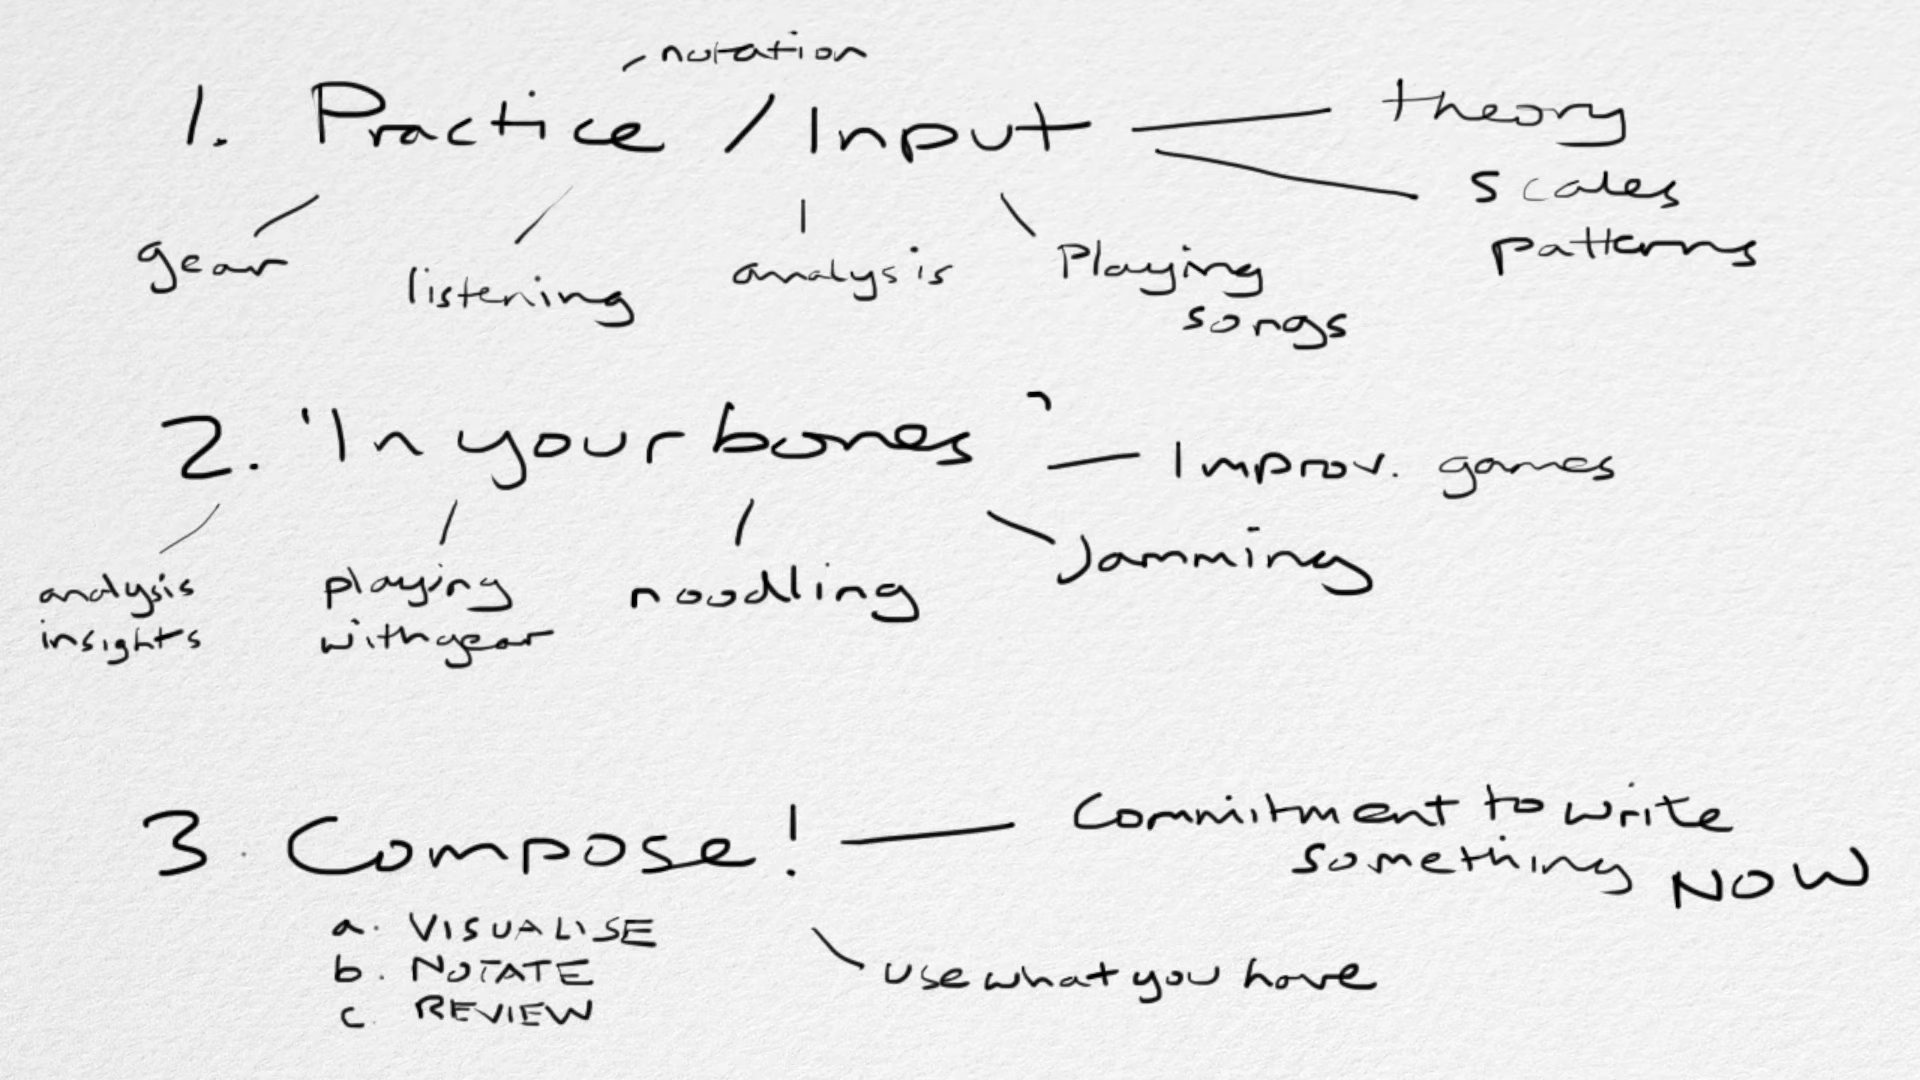 notation
1. Practice / Input
theory
scales
patterns
gear
listening
analysis
Playing
songs
2. 'In your bones'
Improv. games
Jamming
analysis
insights
playing
with gear
noodling
3. Compose!
Commitment to write
something NOW
a. VISUALISE
b. NOTATE
c. REVIEW
use what you have